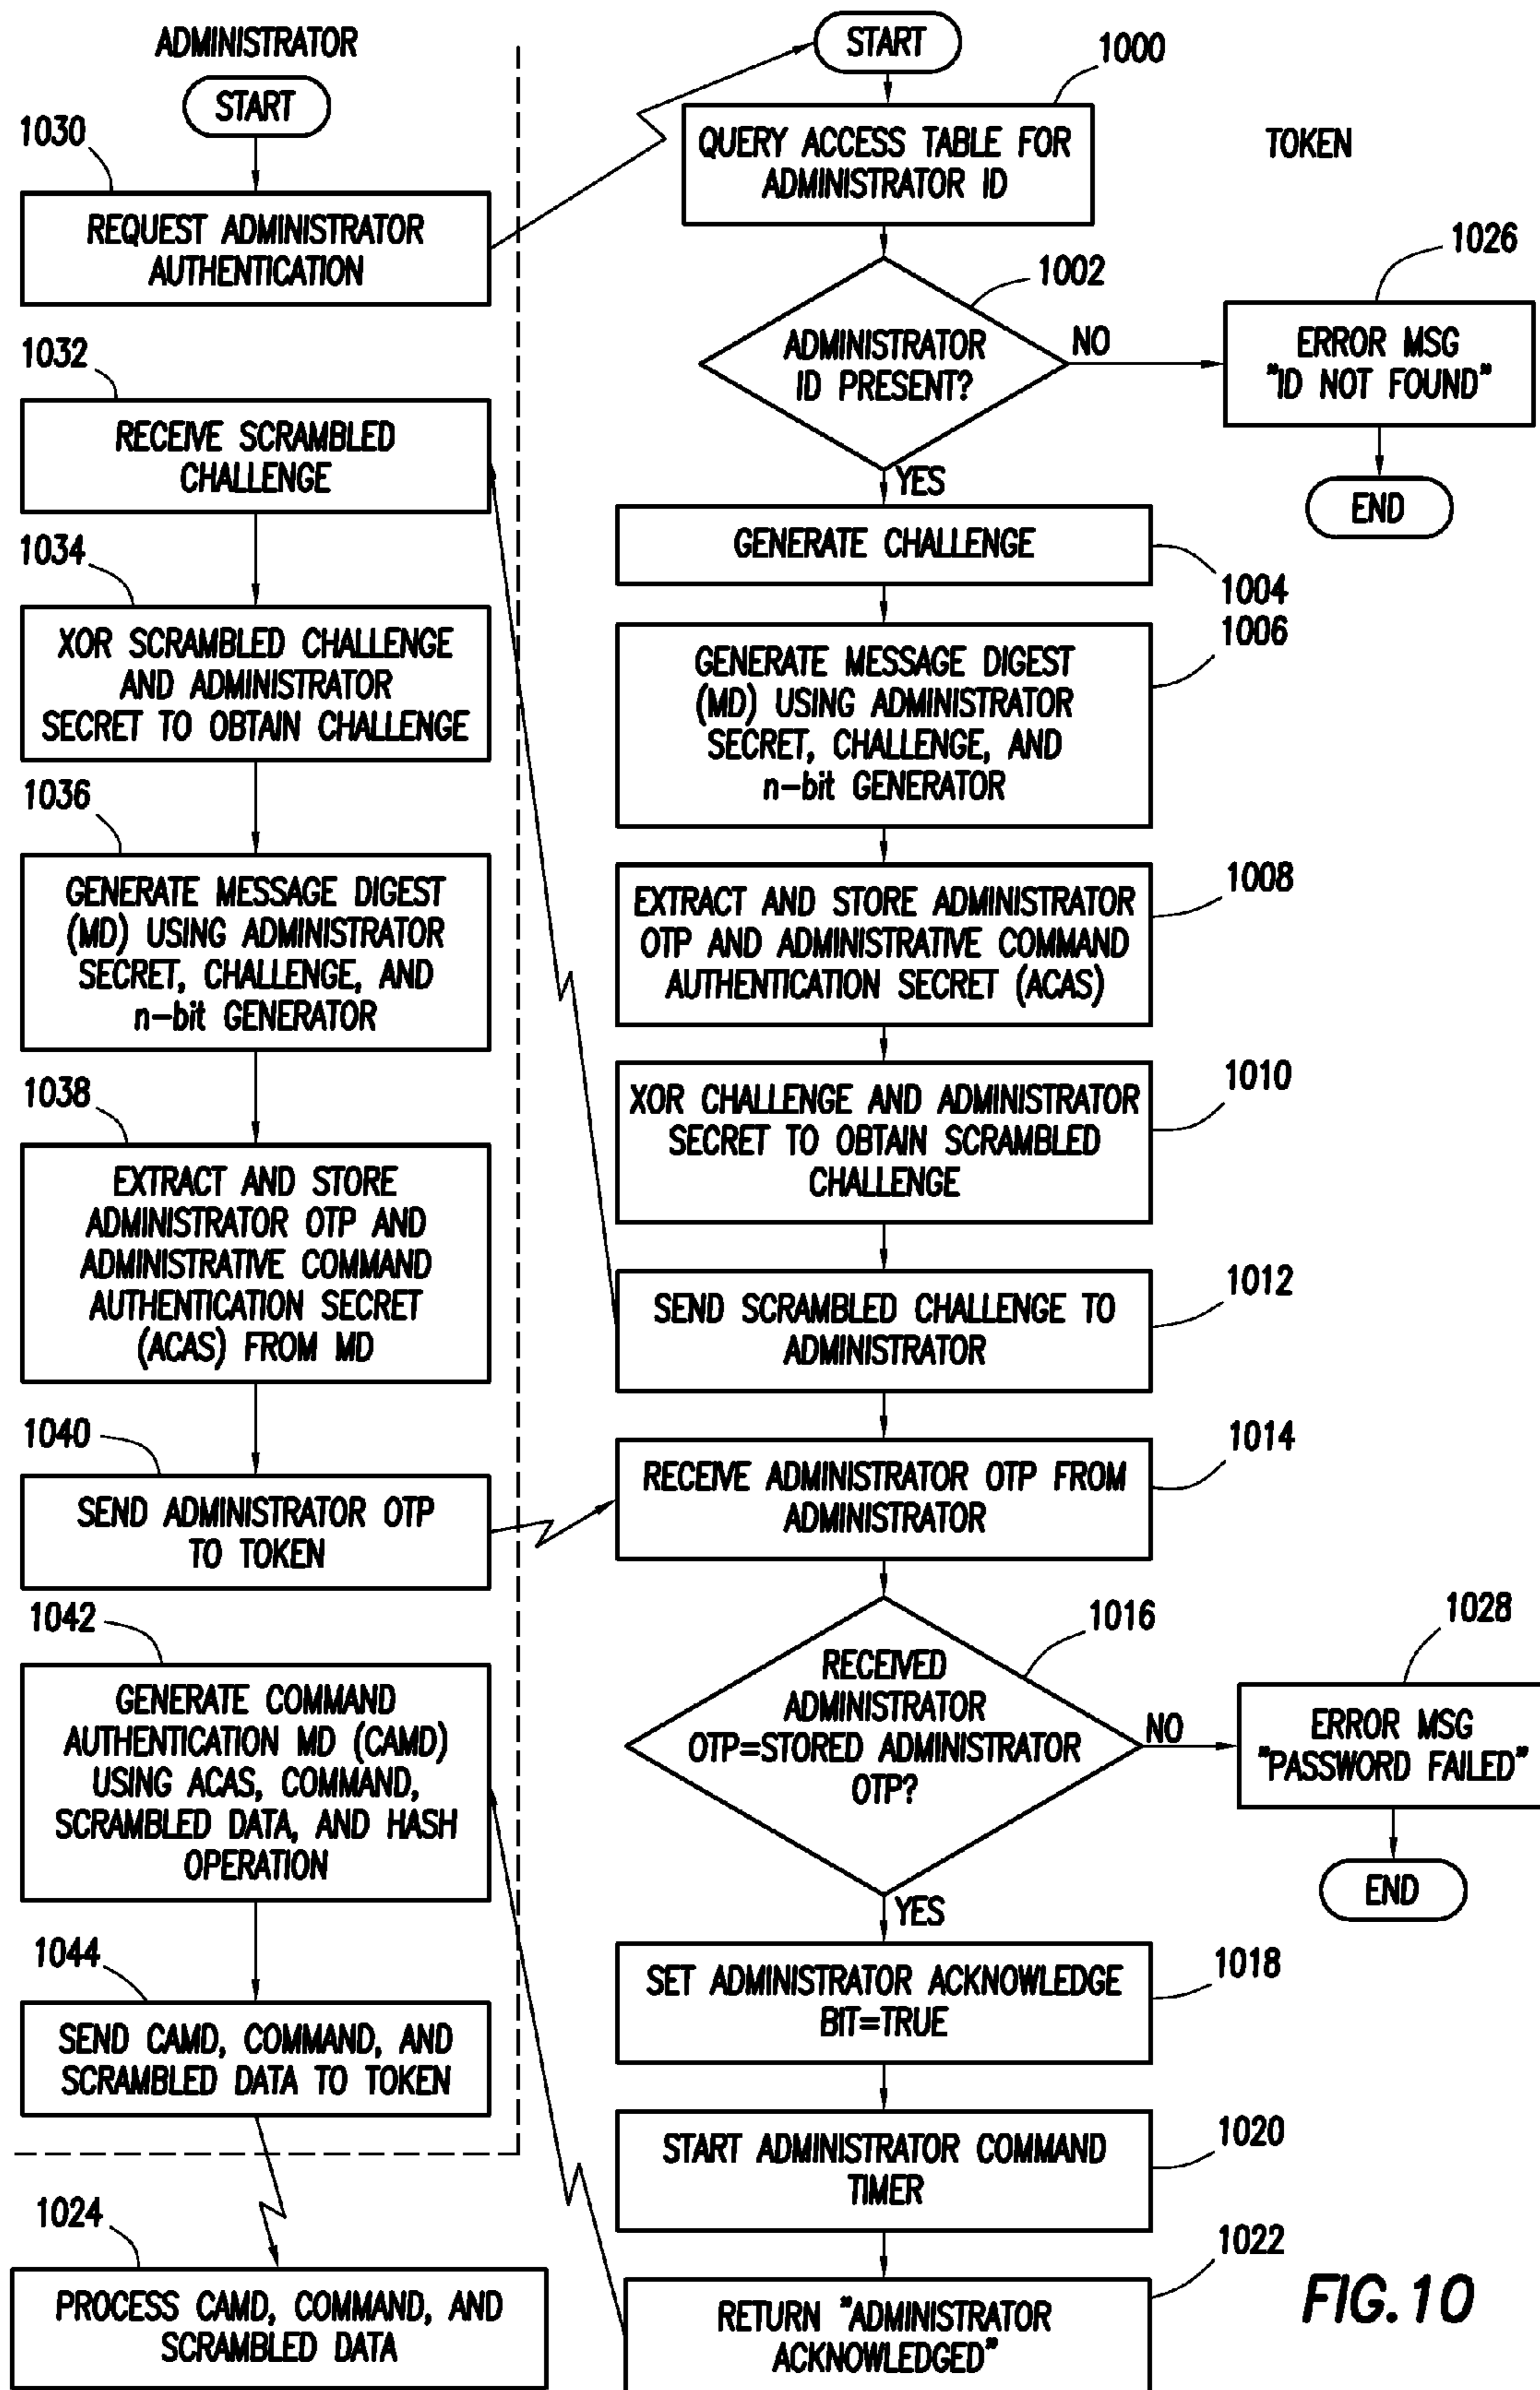 ADMINISTRATOR
START
1030
REQUEST ADMINISTRATOR
AUTHENTICATION
1032
RECEIVE SCRAMBLED
CHALLENGE
1034
XOR SCRAMBLED CHALLENGE
AND ADMINISTRATOR
SECRET TO OBTAIN CHALLENGE
1036
GENERATE MESSAGE DIGEST
(MD) USING ADMINISTRATOR
SECRET, CHALLENGE, AND
n-bit GENERATOR
1038
EXTRACT AND STORE
ADMINISTRATOR OTP AND
ADMINISTRATIVE COMMAND
AUTHENTICATION SECRET
(ACAS) FROM MD
1040
SEND ADMINISTRATOR OTP
TO TOKEN
1042
GENERATE COMMAND
AUTHENTICATION MD (CAMD)
USING ACAS, COMMAND,
SCRAMBLED DATA, AND HASH
OPERATION
1044
SEND CAMD, COMMAND, AND
SCRAMBLED DATA TO TOKEN
1024
PROCESS CAMD, COMMAND, AND
SCRAMBLED DATA
START
1000
QUERY ACCESS TABLE FOR
ADMINISTRATOR ID
TOKEN
1002
ADMINISTRATOR
ID PRESENT?
NO
1026
ERROR MSG
"ID NOT FOUND"
END
YES
GENERATE CHALLENGE
1004
1006
GENERATE MESSAGE DIGEST
(MD) USING ADMINISTRATOR
SECRET, CHALLENGE, AND
n-bit GENERATOR
1008
EXTRACT AND STORE ADMINISTRATOR
OTP AND ADMINISTRATIVE COMMAND
AUTHENTICATION SECRET (ACAS)
1010
XOR CHALLENGE AND ADMINISTRATOR
SECRET TO OBTAIN SCRAMBLED
CHALLENGE
1012
SEND SCRAMBLED CHALLENGE TO
ADMINISTRATOR
1014
RECEIVE ADMINISTRATOR OTP FROM
ADMINISTRATOR
1016
RECEIVED
ADMINISTRATOR
OTP=STORED ADMINISTRATOR
OTP?
NO
1028
ERROR MSG
"PASSWORD FAILED"
END
YES
1018
SET ADMINISTRATOR ACKNOWLEDGE
BIT=TRUE
1020
START ADMINISTRATOR COMMAND
TIMER
1022
RETURN "ADMINISTRATOR
ACKNOWLEDGED"
FIG.10